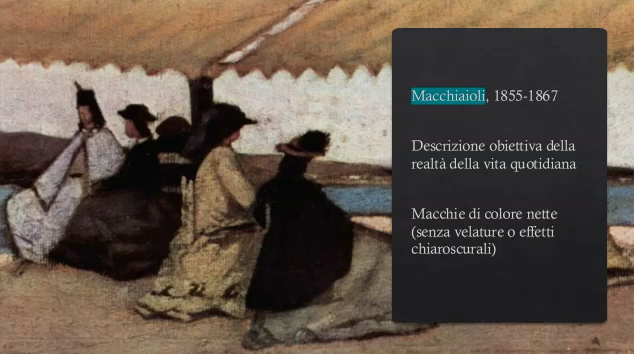 Macchiaioli, 1855-1867
Descrizione obiettiva della
realtà della vita quotidiana
Macchie di colore nette
(senza velature o effetti
chiaroscurali)